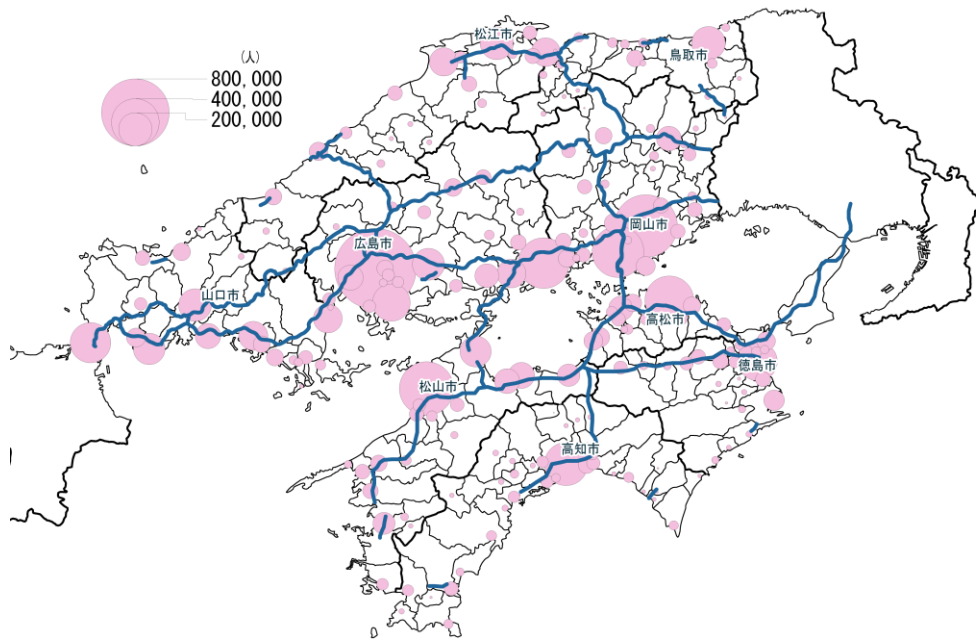 (人)
800,000
400,000
200,000
松江市
鳥取市
岡山市
広島市
山口市
高松市
徳島市
松山市
高知市